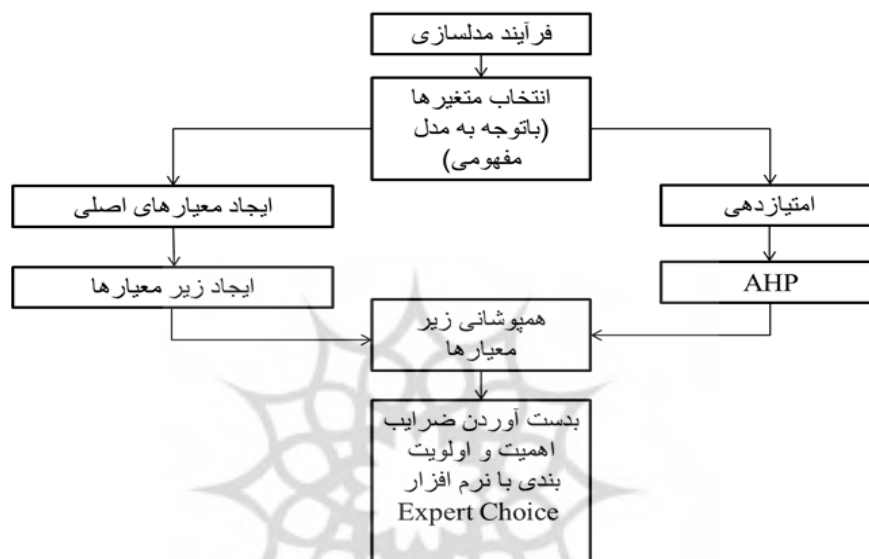 فرآیند مدلسازی
انتخاب متغیرها
(باتوجه به مدل
مفهومی)
ایجاد معیارهای اصلی
امتیازدهی
ایجاد زیر معیارها
AHP
همپوشانی زیر
معیارها
بدست آوردن ضرایب
اهمیت و اولویت
بندی با نرم افزار
Expert Choice